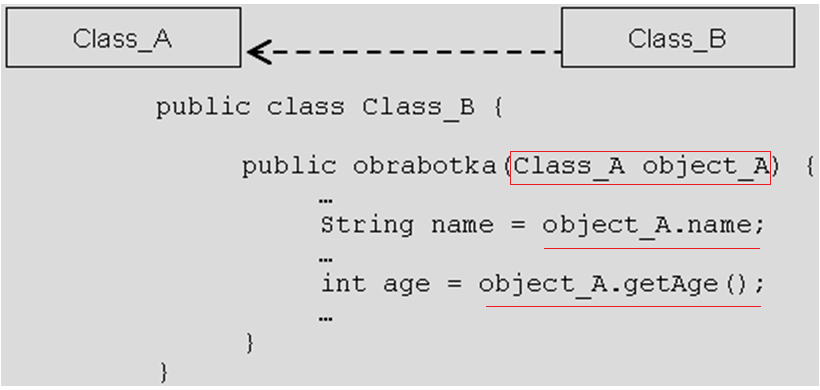 Class_A
Class_B
public class Class_B {
public obrabotka(Class_A object_A) {
…
String name = object_A.name;
…
int age = object_A.getAge();
…
}
}